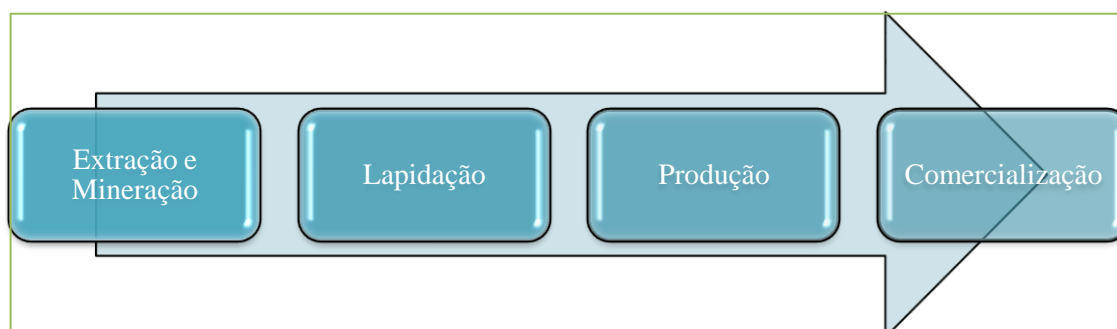 Extração e
Mineração
Lapidação
Produção
Comercialização